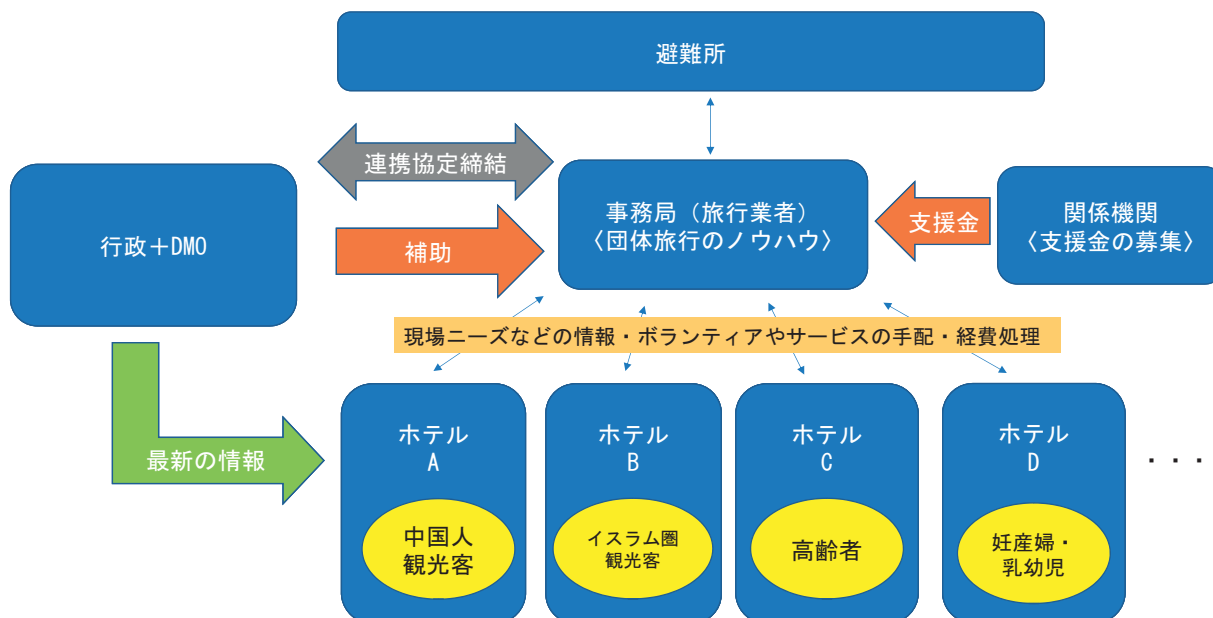 避難所
連携協定締結
行政＋DMO
補助
事務局（旅行業者）
〈団体旅行のノウハウ〉
支援金
関係機関
〈支援金の募集〉
現場ニーズなどの情報・ボランティアやサービスの手配・経費処理
最新の情報
ホテル
A
中国人
観光客
ホテル
B
イスラム圏
観光客
ホテル
C
高齢者
ホテル
D
妊産婦・
乳幼児
・・・